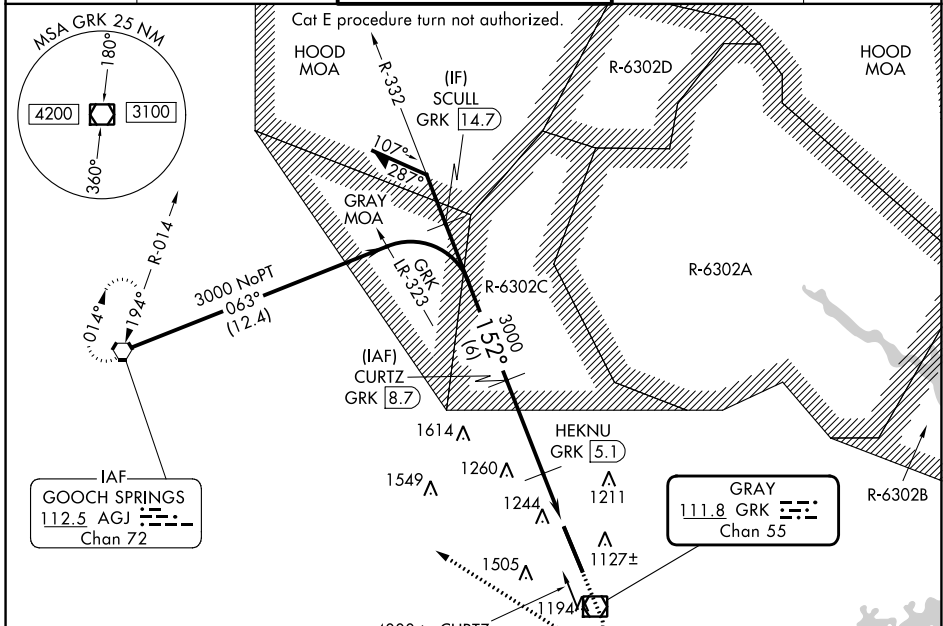 MSA GRK 25 NM
180°
4200
3100
360°
Cat E procedure turn not authorized.
HOOD
MOA
R-332
(IF)
SCULL
GRK 14.7
R-6302D
HOOD
MOA
107°
287°
GRAY
MOA
R-014
014°
194°
3000 NoPT
063°
(12.4)
GRK
LR-323
R-6302C
R-6302A
3000
152°
(6)
(IAF)
CURTZ
GRK 8.7
1614
HEKNU
GRK 5.1
1260
1549
1244
1211
R-6302B
IAF
GOOCH SPRINGS
112.5 AGJ
Chan 72
GRAY
111.8 GRK
Chan 55
1127±
1505
1194